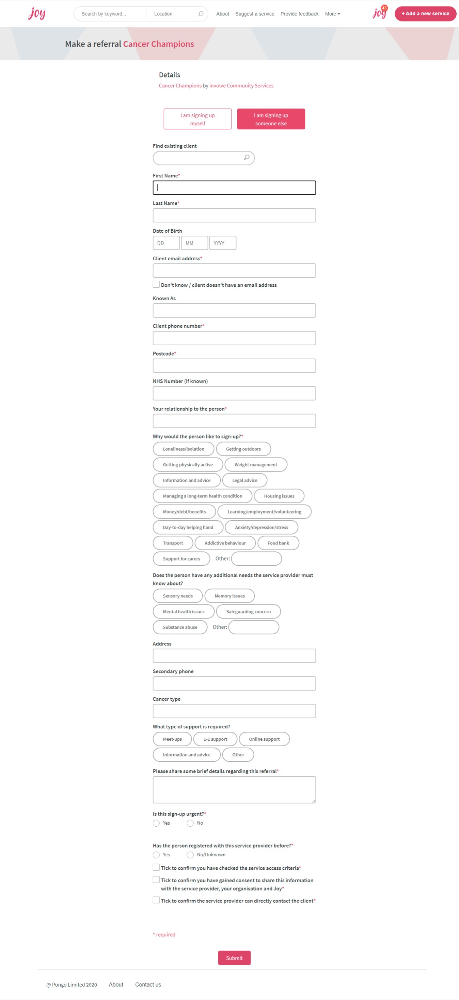 joy
Search by keyword... Location About Suggest a service Provide feedback More joy 43 + Add a new service
Make a referral Cancer Champions
Details
Cancer Champions by involve Community Services
I am signing up
myself
I am signing up
someone else
Find existing client
First Name*
Last Name*
Date of Birth
DD MM YYYY
Client email address*
Don't know / client doesn't have an email address
Known As
Client phone number*
Postcode*
NHS Number (if known)
Your relationship to the person*
Why would the person like to sign-up?*
Loneliness/isolation Getting outdoors
Getting physically active Weight management
Information and advice Legal advice
Managing a long-term health condition Housing issues
Money/debt/benefits Learning/employment/volunteering
Day-to-day helping hand Anxiety/depression/stress
Transport Addictive behaviour Food bank
Support for carers Other:
Does the person have any additional needs the service provider must
know about?
Sensory needs Memory issues
Mental health issues Safeguarding concern
Substance abuse Other:
Address
Secondary phone
Cancer type
What type of support is required?
Meet-ups 1-1 support Online support
Information and advice Other
Please share some brief details regarding this referral*
Is this sign-up urgent?*
Yes No
Has the person registered with this service provider before?*
Yes No/Unknown
Tick to confirm you have checked the service access criteria*
Tick to confirm you have gained consent to share this information
with the service provider, your organisation and Joy*
Tick to confirm the service provider can directly contact the client*
* required
Submit
@ Pungo Limited 2020 About Contact us